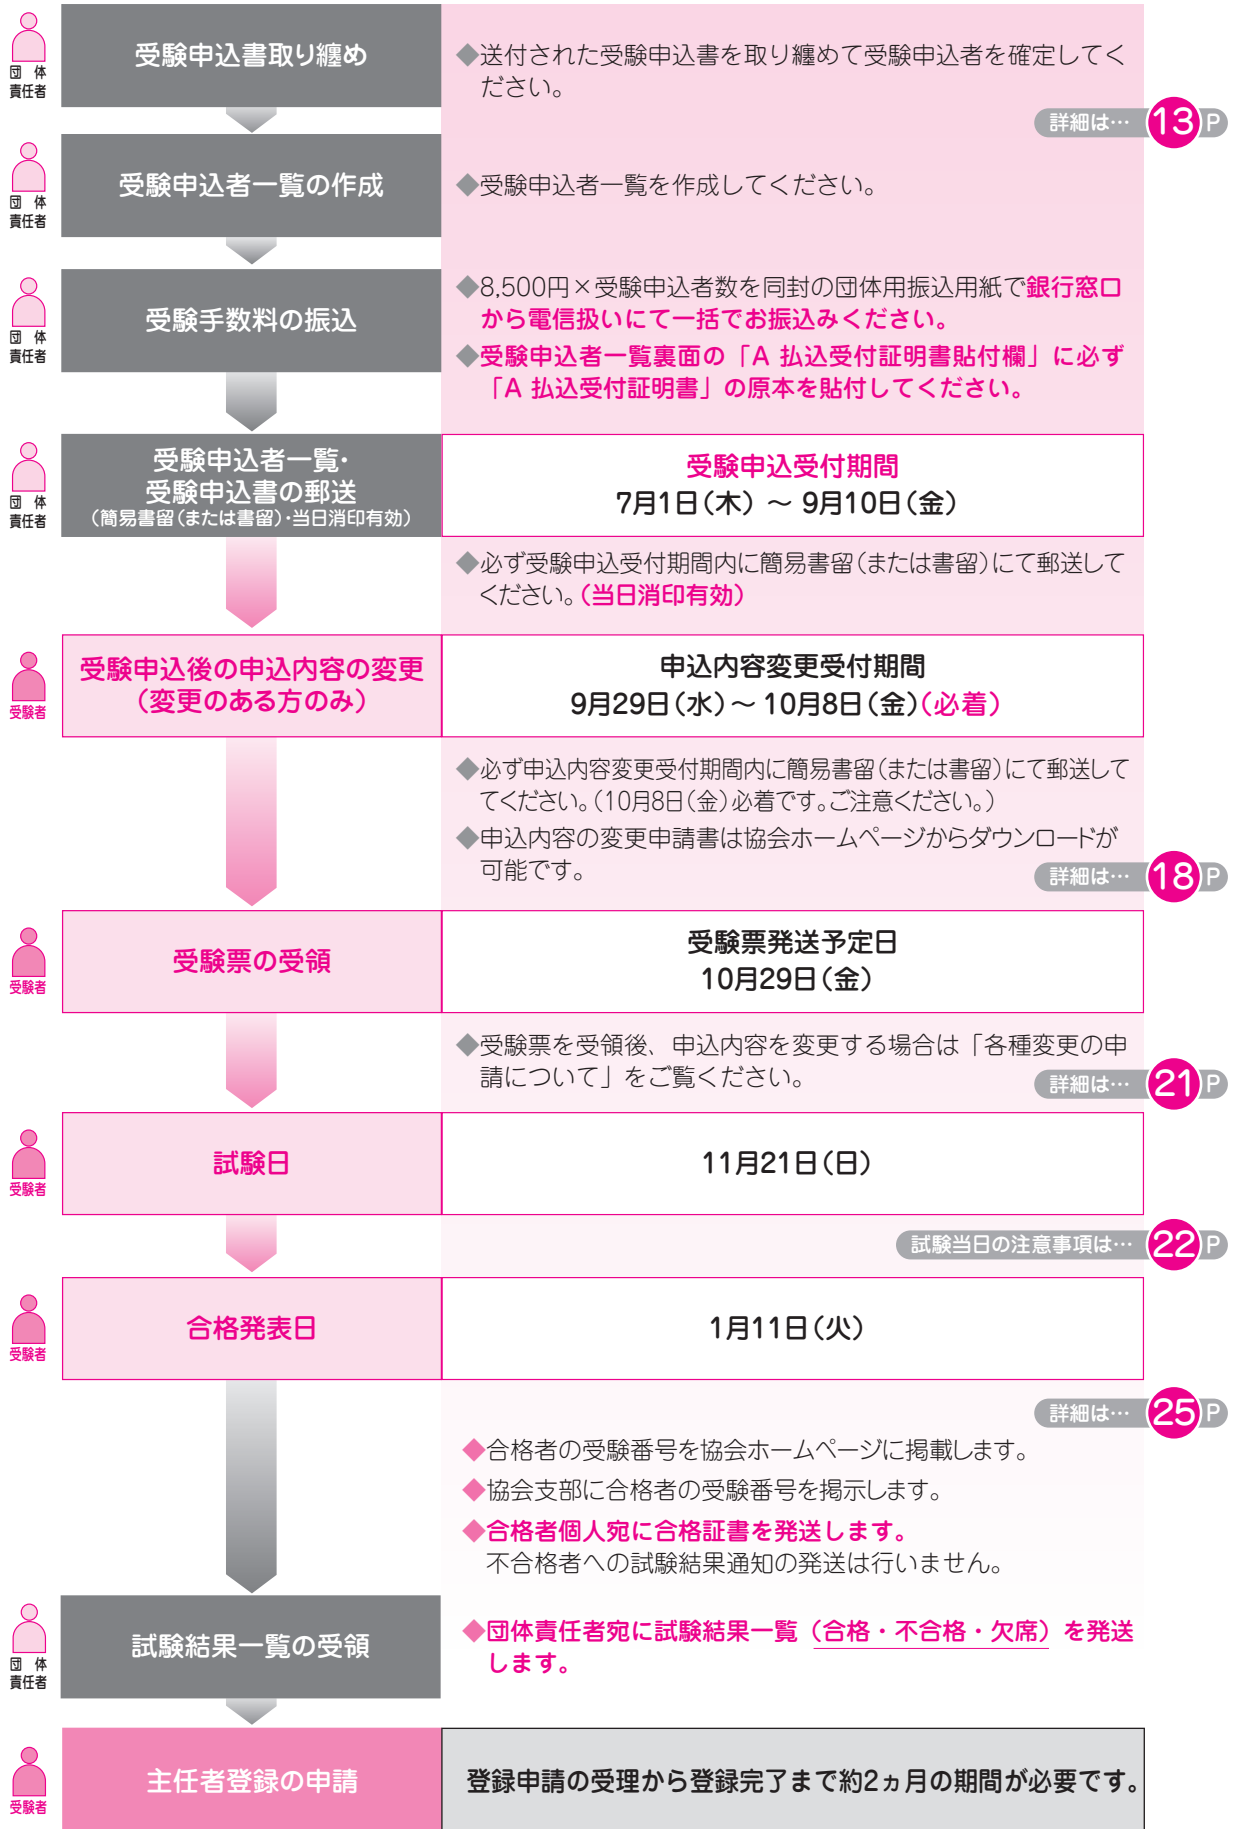 団体
責任者
受験申込書取り纏め
◆送付された受験申込書を取り纏めて受験申込者を確定してく
ださい。
詳細は… 13 P
団体
責任者
受験申込者一覧の作成
◆受験申込者一覧を作成してください。
団体
責任者
受験手数料の振込
◆8,500円×受験申込者数を同封の団体用振込用紙で銀行窓口
から電信扱いにて一括でお振込みください。
◆受験申込者一覧裏面の「A 払込受付証明書貼付欄」に必ず
「A 払込受付証明書」の原本を貼付してください。
団体
責任者
受験申込者一覧・
受験申込書の郵送
（簡易書留（または書留）・当日消印有効）
受験申込受付期間
7月1日（木）～ 9月10日（金）
◆必ず受験申込受付期間内に簡易書留（または書留）にて郵送して
ください。（当日消印有効）
受験者
受験申込後の申込内容の変更
（変更のある方のみ）
申込内容変更受付期間
9月29日（水）～ 10月8日（金）（必着）
◆必ず申込内容変更受付期間内に簡易書留（または書留）にて郵送して
てください。（10月8日（金）必着です。ご注意ください。）
◆申込内容の変更申請書は協会ホームページからダウンロードが
可能です。
詳細は… 18 P
受験者
受験票の受領
受験票発送予定日
10月29日（金）
◆受験票を受領後、申込内容を変更する場合は「各種変更の申
請について」をご覧ください。
詳細は… 21 P
受験者
試験日
11月21日（日）
試験当日の注意事項は… 22 P
受験者
合格発表日
1月11日（火）
詳細は… 25 P
◆合格者の受験番号を協会ホームページに掲載します。
◆協会支部に合格者の受験番号を掲示します。
◆合格者個人宛に合格証書を発送します。
不合格者への試験結果通知の発送は行いません。
団体
責任者
試験結果一覧の受領
◆団体責任者宛に試験結果一覧（合格・不合格・欠席）を発送
します。
受験者
主任者登録の申請
登録申請の受理から登録完了まで約2ヵ月の期間が必要です。